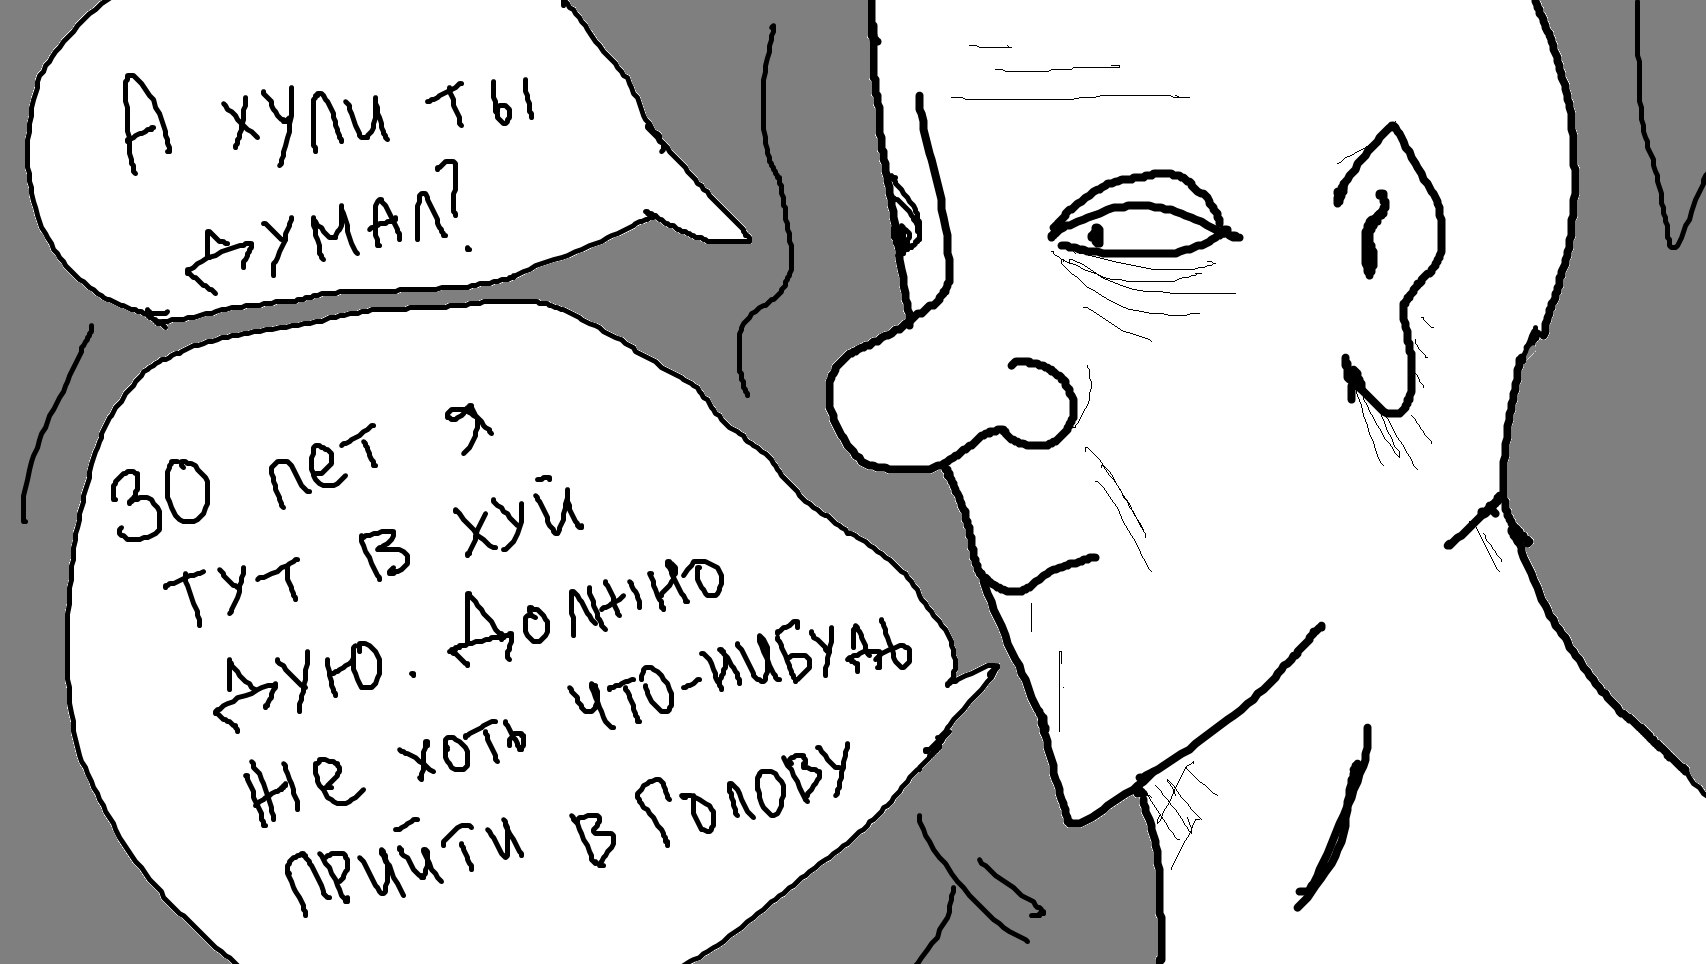 А хули ты
думал?
30 лет я
тут в хуй
дую. Должно
же хоть что-нибудь
прийти в голову